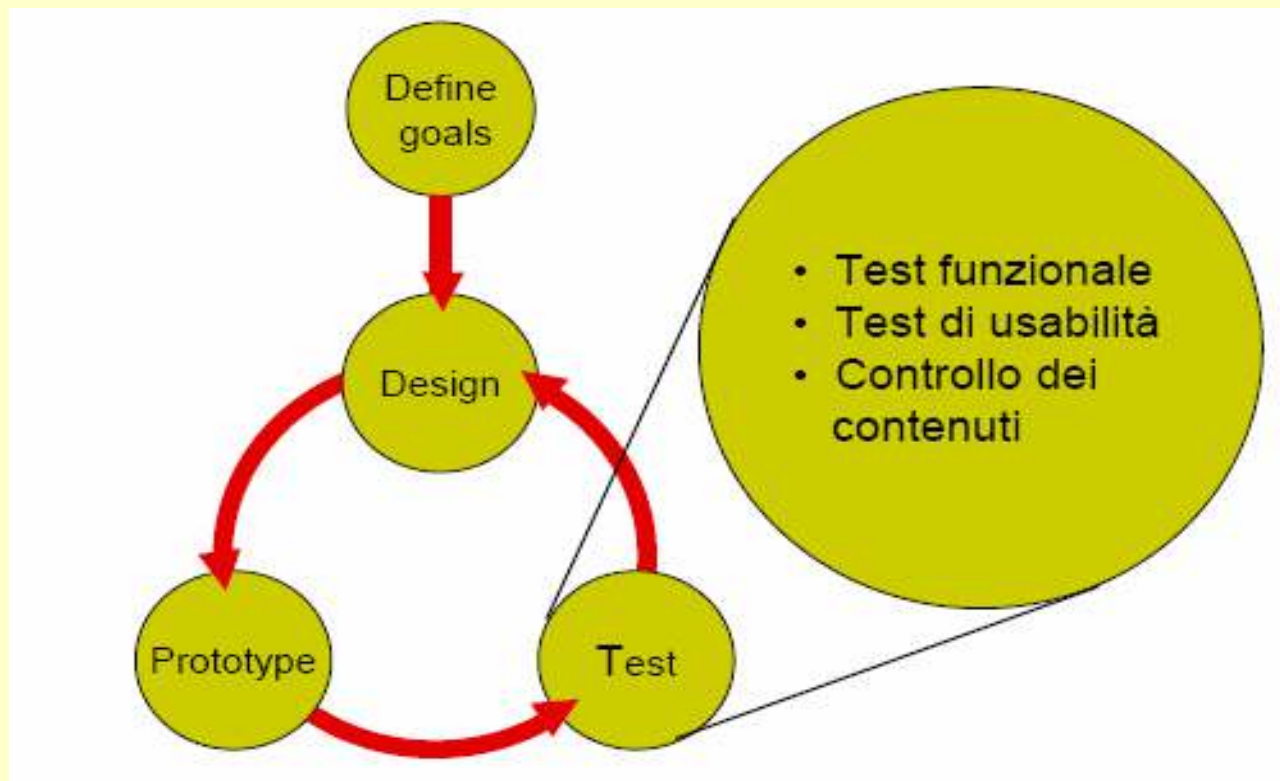 Define
goals
Design
Prototype
Test
• Test funzionale
• Test di usabilità
• Controllo dei
contenuti